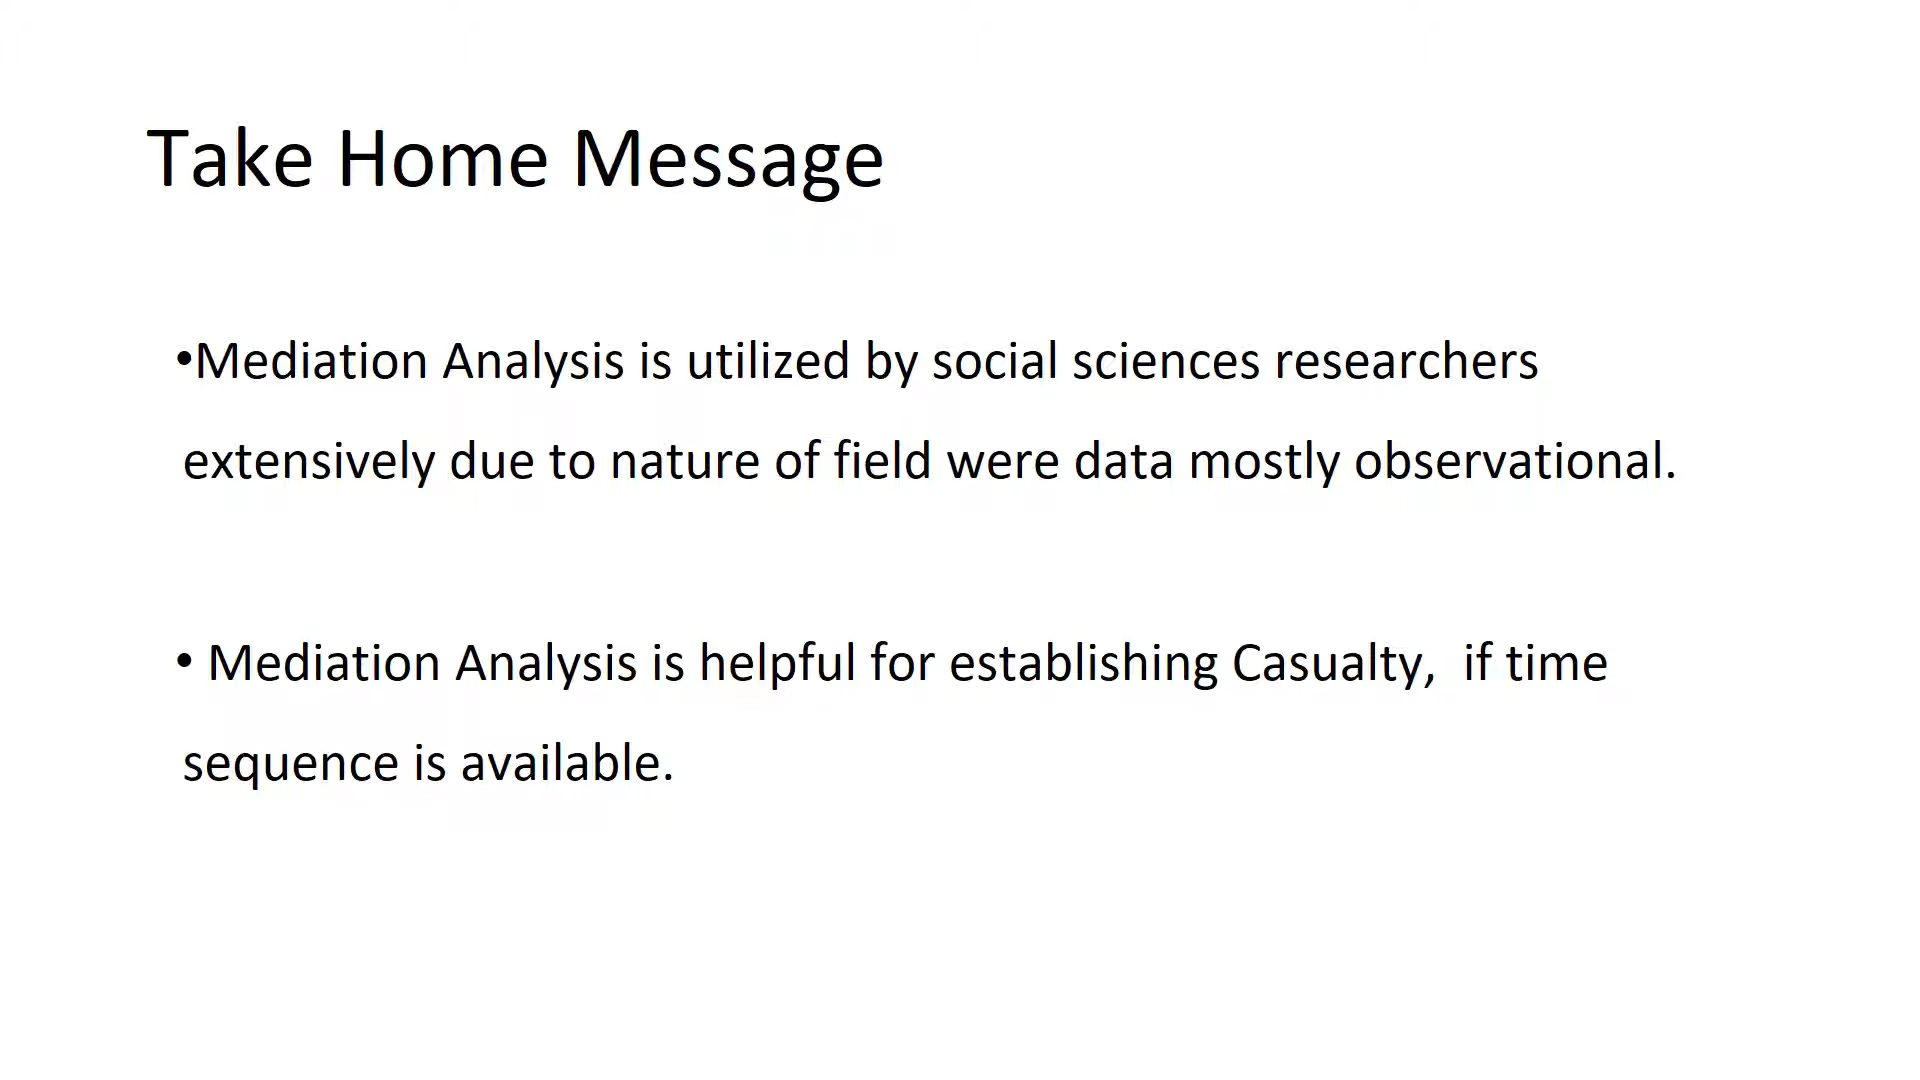 Take Home Message
•Mediation Analysis is utilized by social sciences researchers
extensively due to nature of field were data mostly observational.
• Mediation Analysis is helpful for establishing Casualty,  if time
sequence is available.